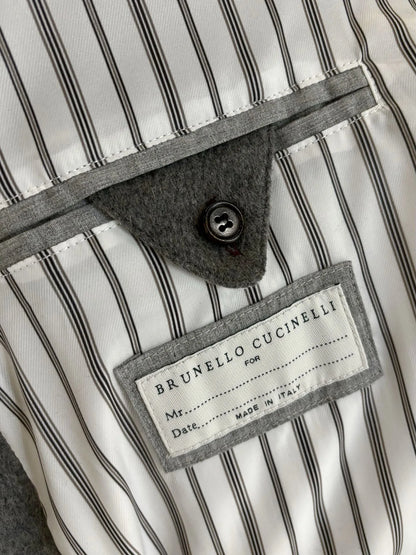 BRUNELLO CUCINELLI
FOR
Mr.......................................
Date....................................
MADE IN ITALY